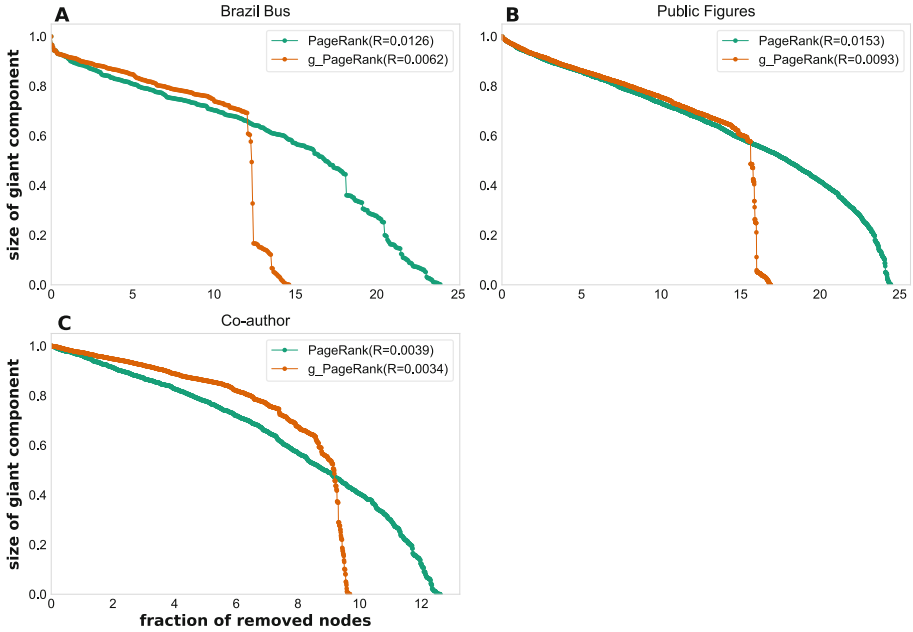 A
Brazil Bus
PageRank(R=0.0126)
g_PageRank(R=0.0062)
size of giant component
1.0
0.8
0.6
0.4
0.2
0.0
0
5
10
15
20
25
B
Public Figures
PageRank(R=0.0153)
g_PageRank(R=0.0093)
1.0
0.8
0.6
0.4
0.2
0.0
0
5
10
15
20
25
C
Co-author
PageRank(R=0.0039)
g_PageRank(R=0.0034)
size of giant component
1.0
0.8
0.6
0.4
0.2
0.0
0
2
4
6
8
10
12
fraction of removed nodes